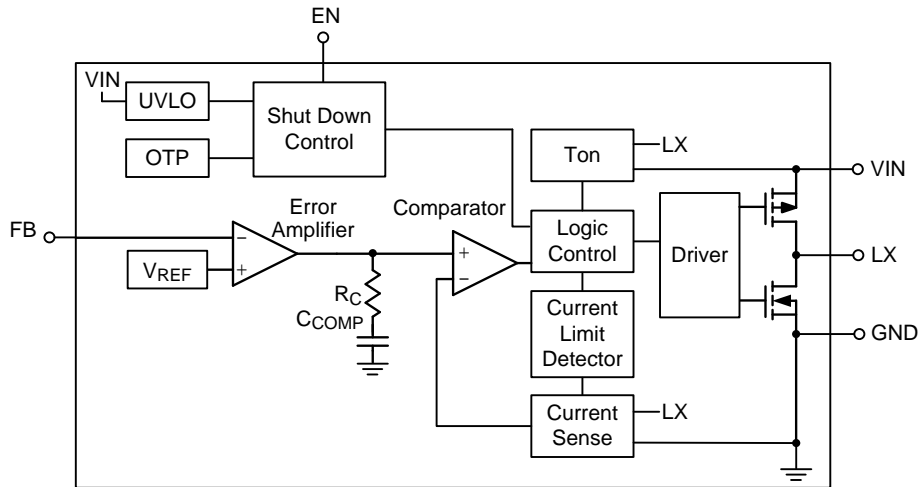 EN
VIN
UVLO
OTP
Shut Down
Control
Ton
LX
VIN
FB
VREF
Error
Amplifier
Comparator
Logic
Control
Driver
LX
RC
CCOMP
Current
Limit
Detector
GND
Current
Sense
LX
−
+
+
−